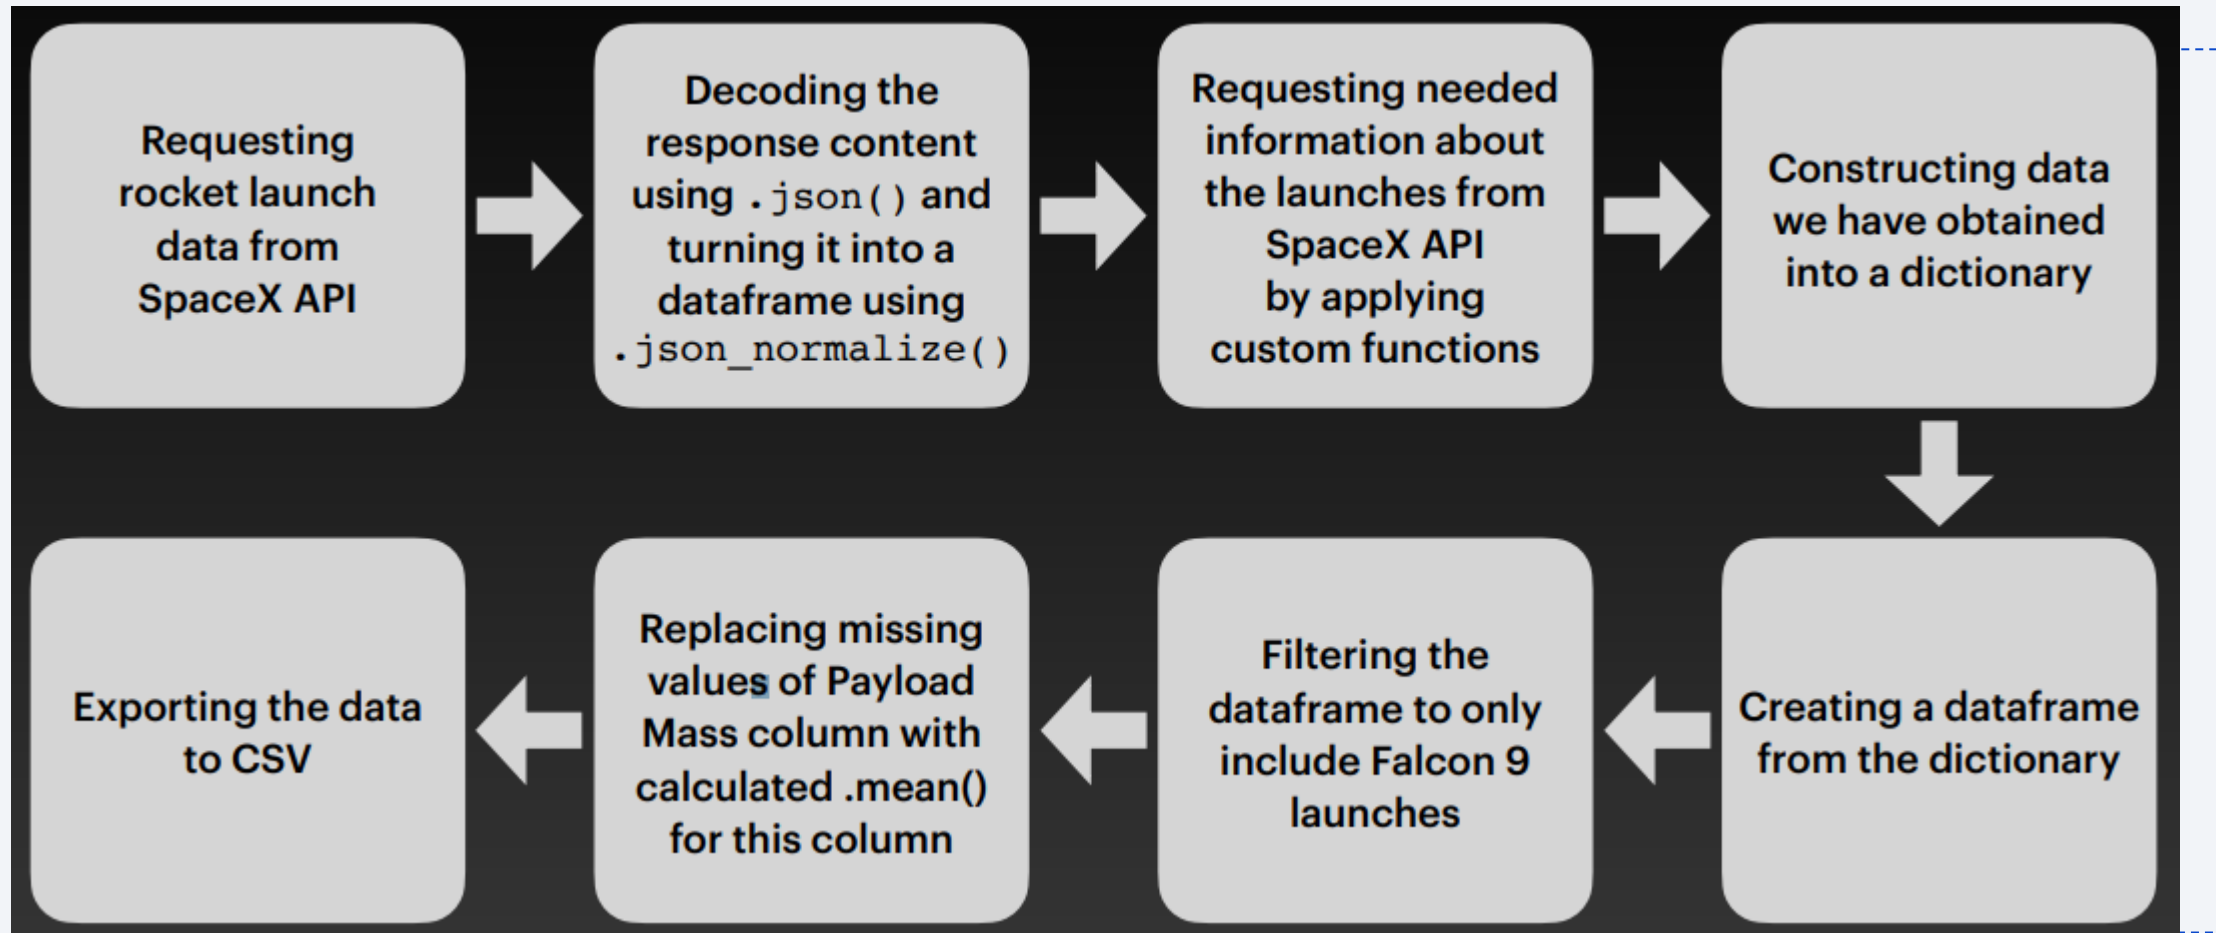 Requesting
rocket launch
data from
SpaceX API
Decoding the
response content
using .json() and
turning it into a
dataframe using
.json_normalize()
Requesting needed
information about
the launches from
SpaceX API
by applying
custom functions
Constructing data
we have obtained
into a dictionary
Creating a dataframe
from the dictionary
Filtering the
dataframe to only
include Falcon 9
launches
Replacing missing
values of Payload
Mass column with
calculated .mean()
for this column
Exporting the data
to CSV